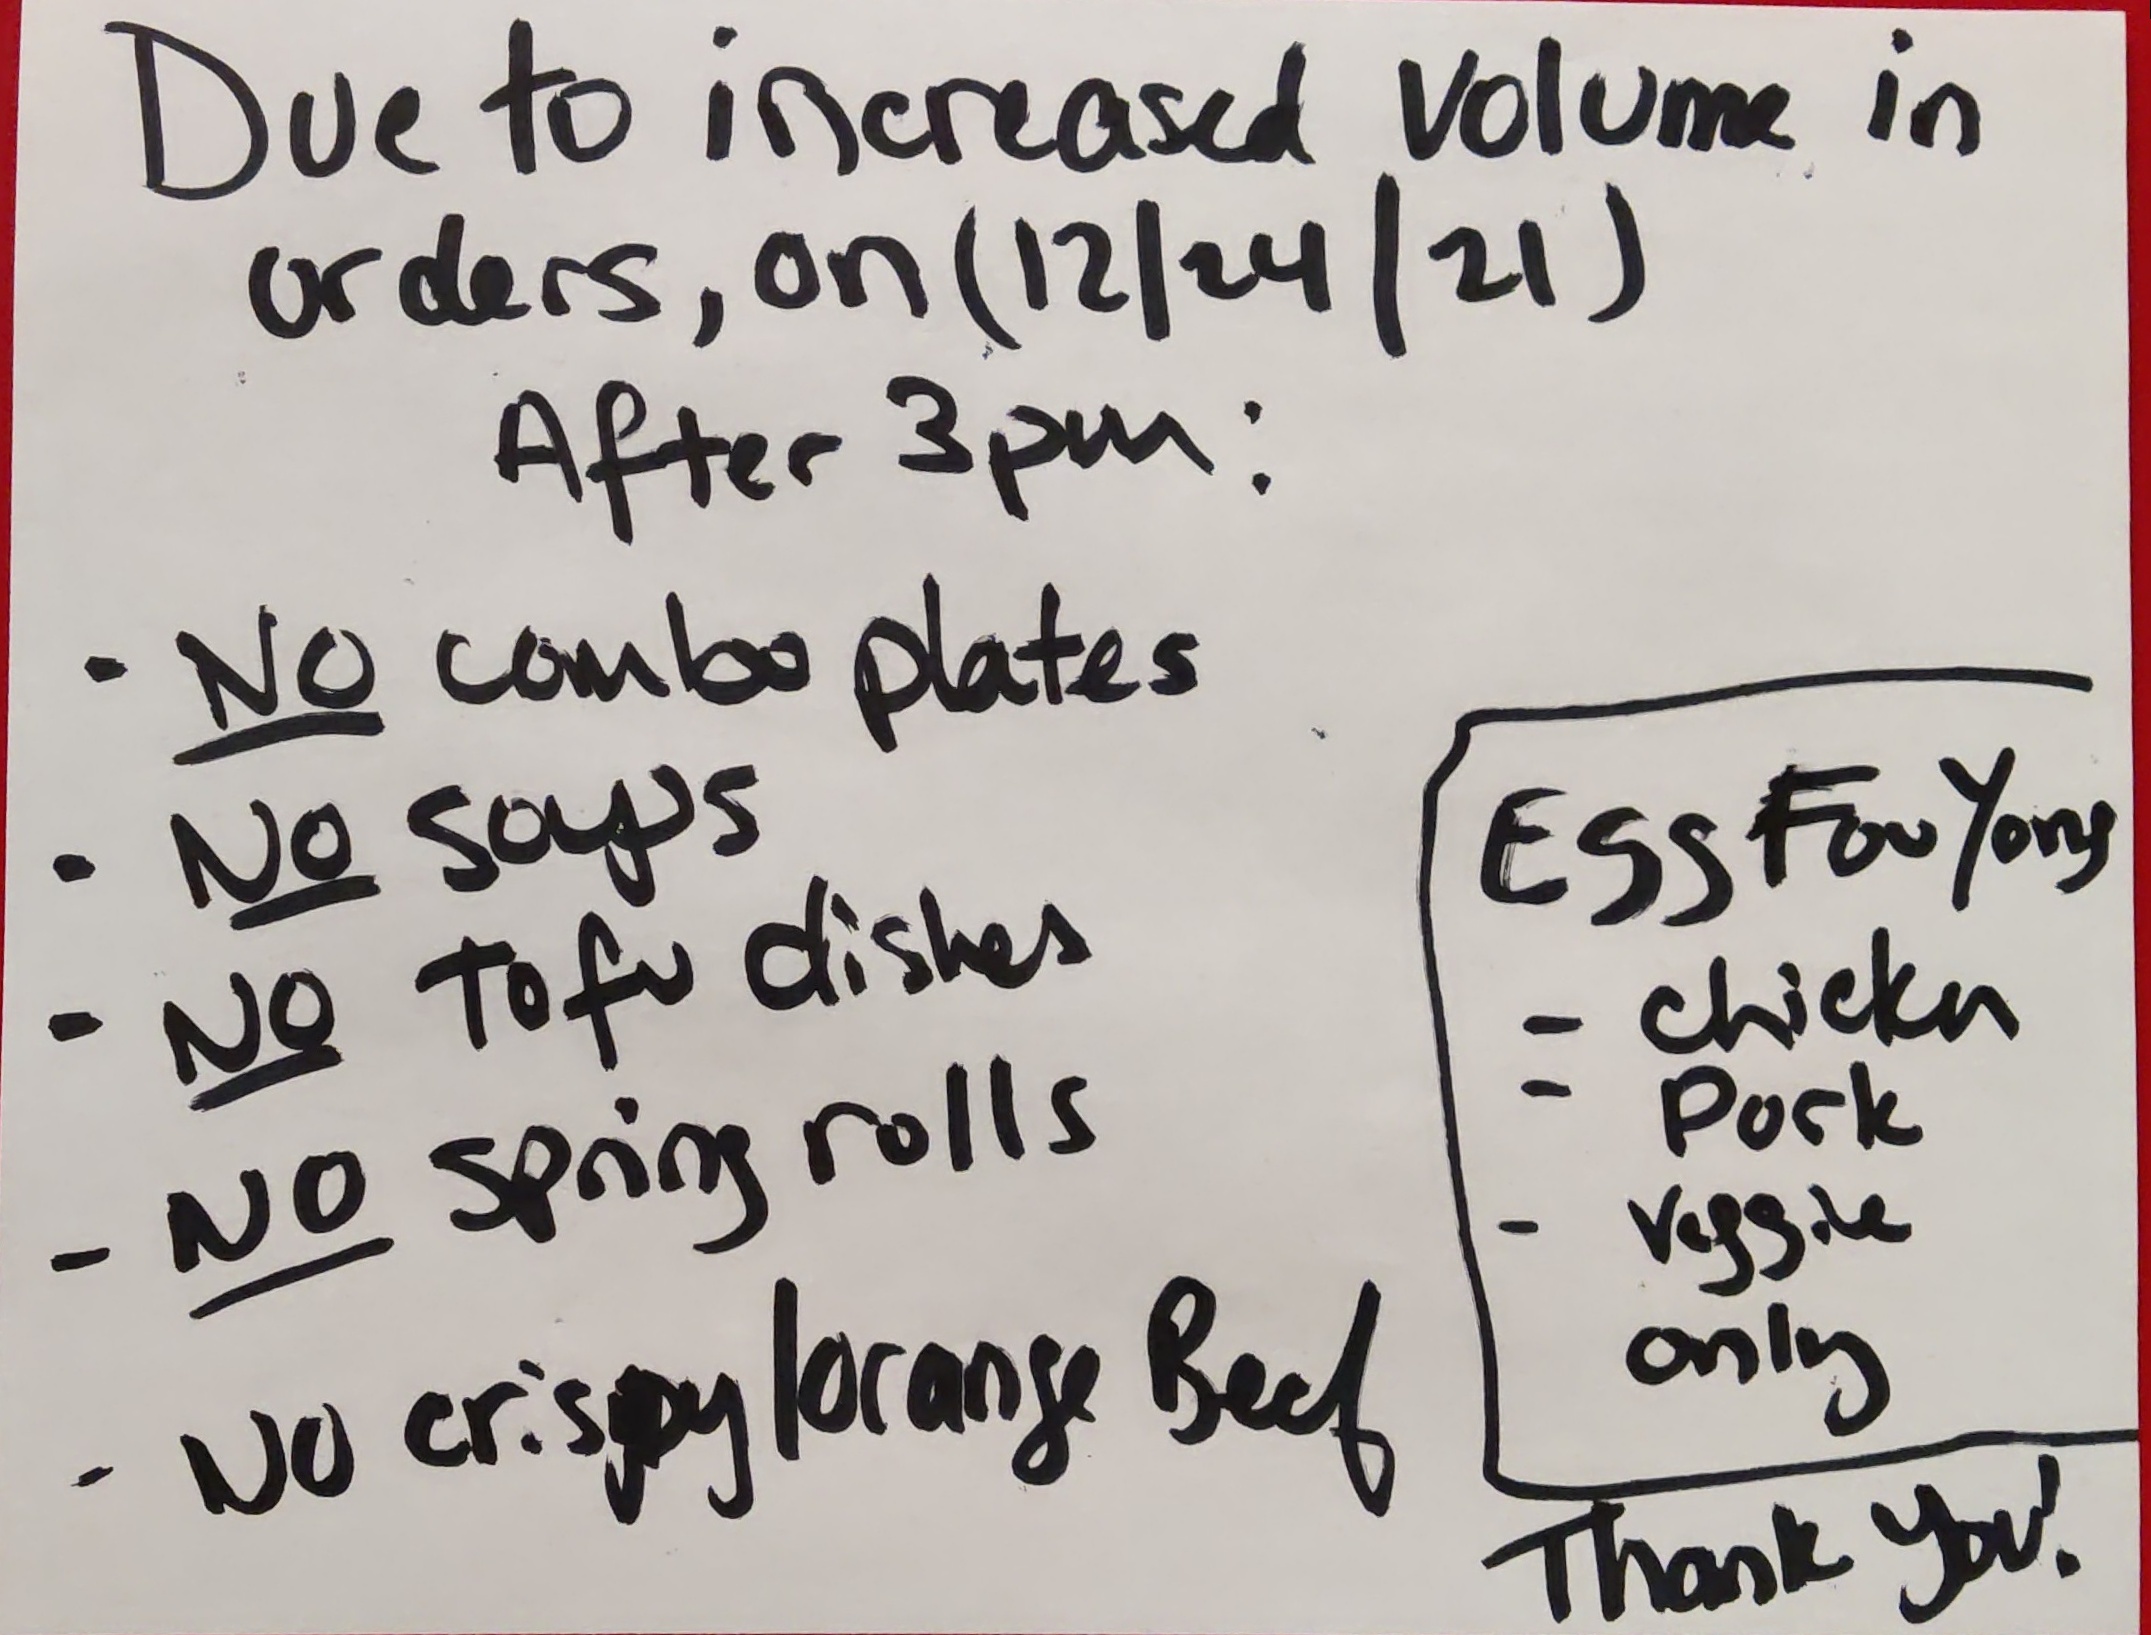 Due to increased volume in
orders, on (12/24/21)
After 3pm:
- NO combo plates
- NO soups
- NO Tofu dishes
- NO spring rolls
- NO crispy/orange Beef
Egg Fou Yong
- chicken
- Pork
- veggie
only
Thank you!